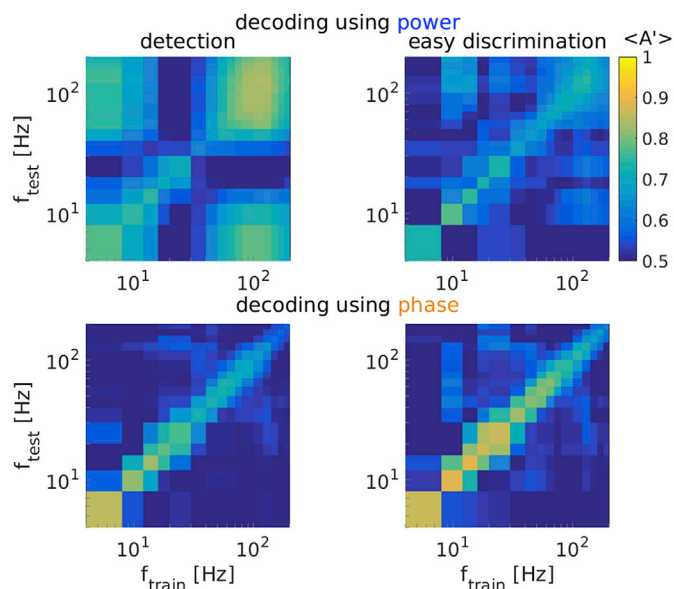 decoding using power
detection
easy discrimination
<A'>
10²
10¹
f_test [Hz]
10¹
10²
10¹
10²
1
0.9
0.8
0.7
0.6
0.5
decoding using phase
10²
10¹
f_test [Hz]
10¹
10²
f_train [Hz]
10²
10¹
10¹
10²
f_train [Hz]